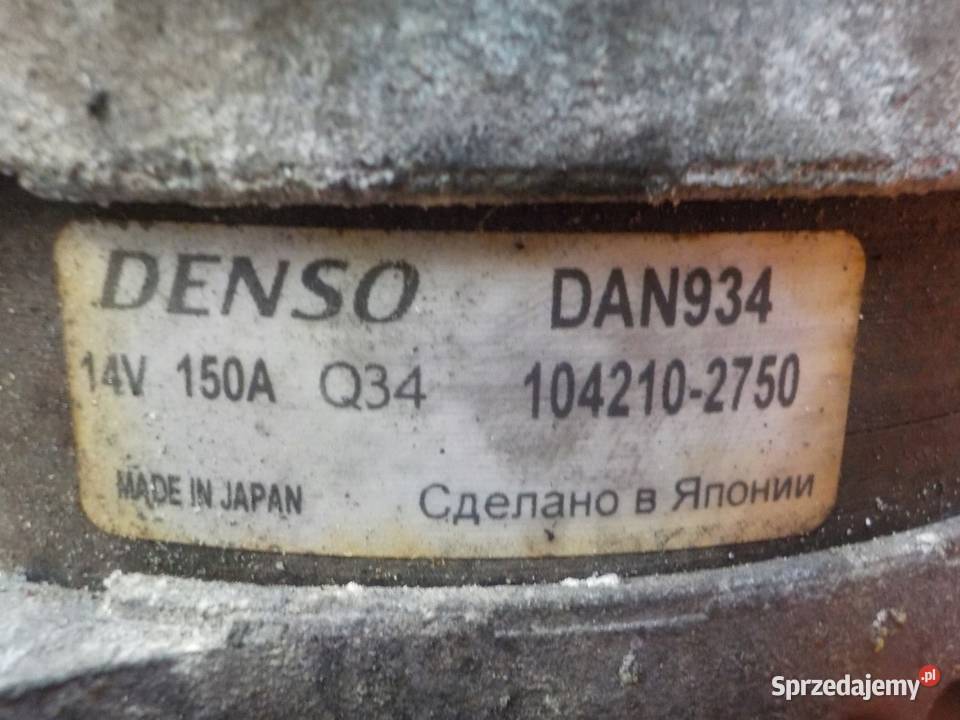 DENSO DAN934
14V 150A Q34 104210-2750
MADE IN JAPAN Сделано в Японии
Sprzedajemy.pl